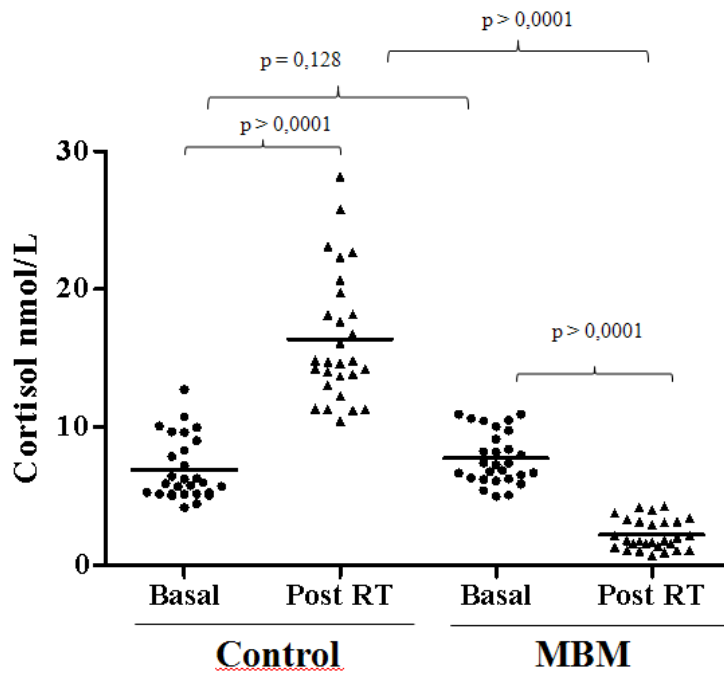 p > 0,0001
p = 0,128
p > 0,0001
30
20
10
0
Cortisol nmol/L
p > 0,0001
Basal Post RT Basal Post RT
Control MBM